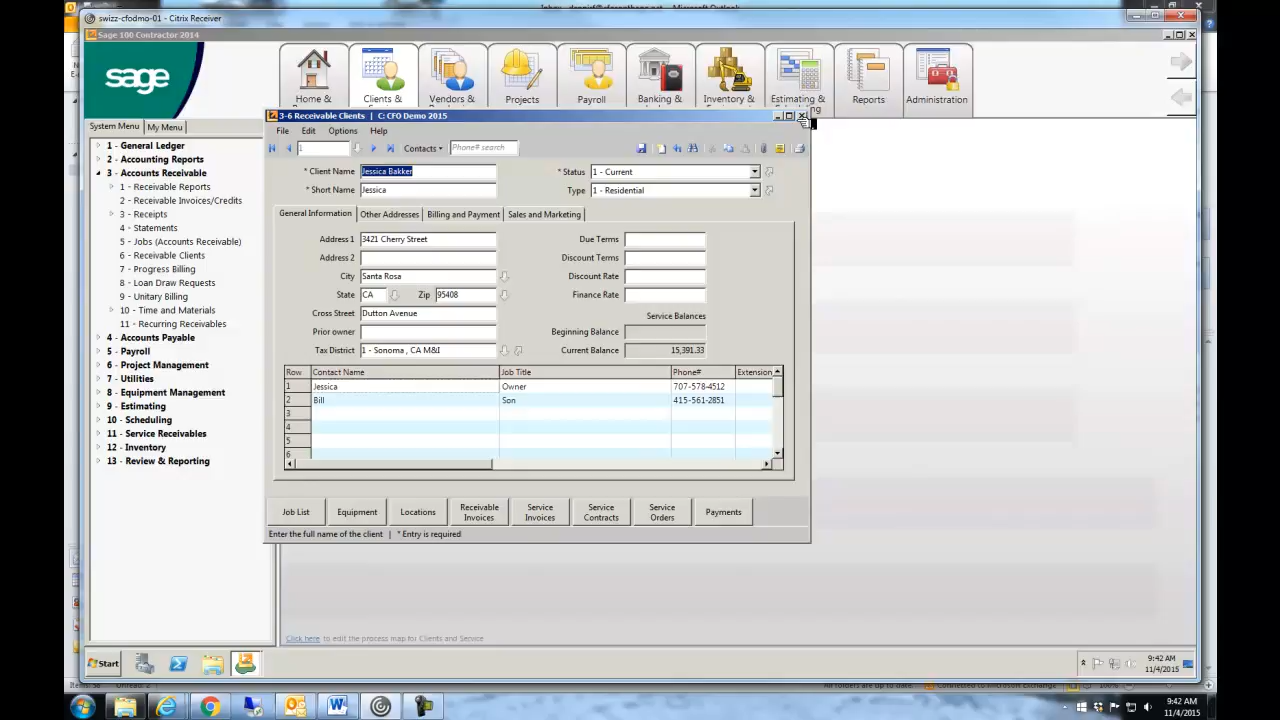 swizz-cfodmo-01 - Citrix Receiver
Sage 100 Contractor 2014
sage
Home &
Clients &
Vendors &
Projects
Payroll
Banking &
Inventory &
Estimating &
Reports
Administration
System Menu
My Menu
1 - General Ledger
2 - Accounting Reports
3 - Accounts Receivable
1 - Receivable Reports
2 - Receivable Invoices/Credits
3 - Receipts
4 - Statements
5 - Jobs (Accounts Receivable)
6 - Receivable Clients
7 - Progress Billing
8 - Loan Draw Requests
9 - Unitary Billing
10 - Time and Materials
11 - Recurring Receivables
4 - Accounts Payable
5 - Payroll
6 - Project Management
7 - Utilities
8 - Equipment Management
9 - Estimating
10 - Scheduling
11 - Service Receivables
12 - Inventory
13 - Review & Reporting
3-6 Receivable Clients | C: CFO Demo 2015
File Edit Options Help
1
Contacts
Phone# search
* Client Name Jessica Bakker
* Status 1 - Current
* Short Name Jessica
Type 1 - Residential
General Information Other Addresses Billing and Payment Sales and Marketing
Address 1 3421 Cherry Street
Due Terms
Address 2
Discount Terms
City Santa Rosa
Discount Rate
State CA Zip 95408
Finance Rate
Cross Street Dutton Avenue
Service Balances
Prior owner
Beginning Balance
Tax District 1 - Sonoma , CA M&I
Current Balance 15,391.33
Row Contact Name Job Title Phone# Extension
1 Jessica Owner 707-578-4512
2 Bill Son 415-561-2851
3
4
5
6
Job List
Equipment
Locations
Receivable Invoices
Service Invoices
Service Contracts
Service Orders
Payments
Enter the full name of the client | * Entry is required
Click here to edit the process map for Clients and Service
Start
9:42 AM
11/4/2015
9:42 AM
11/4/2015